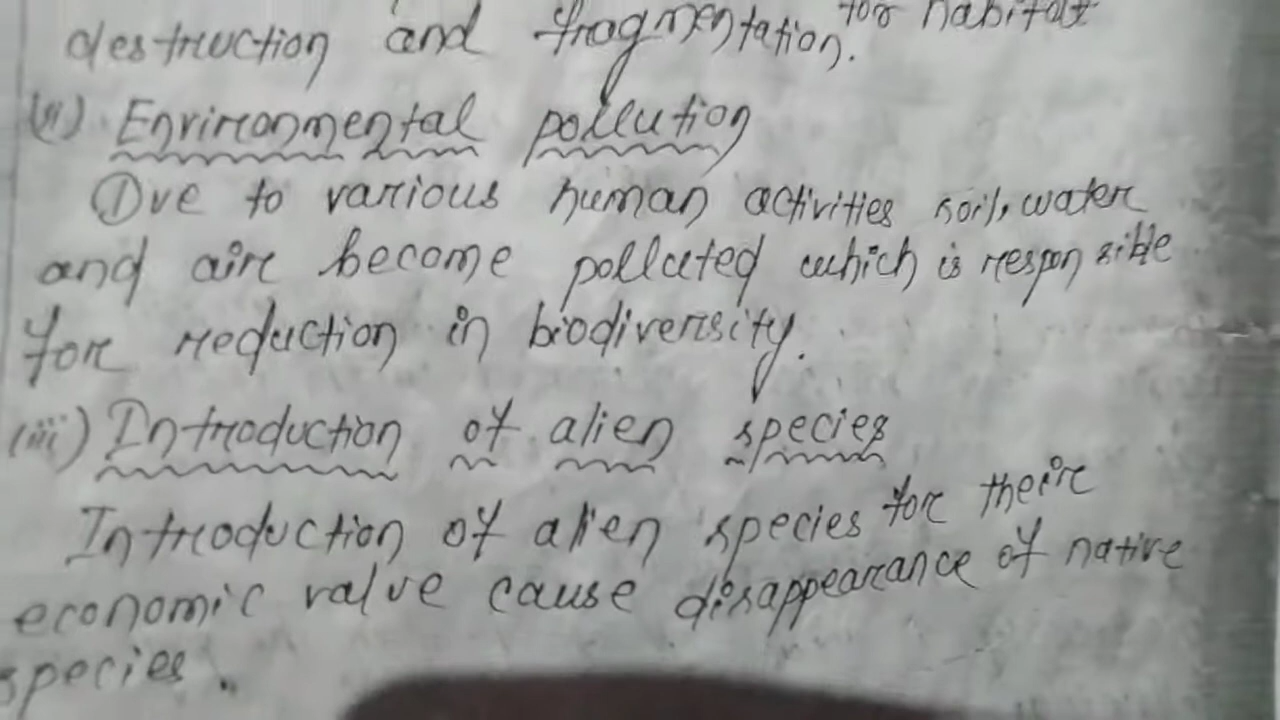 for habitat
destruction and fragmentation.
(ii) Environmental pollution
Due to various human activities soil, water
and air become polluted which is responsible
for reduction in biodiversity.
(iii) Introduction of alien species
Introduction of alien species for their
economic value cause disappearance of native
species.